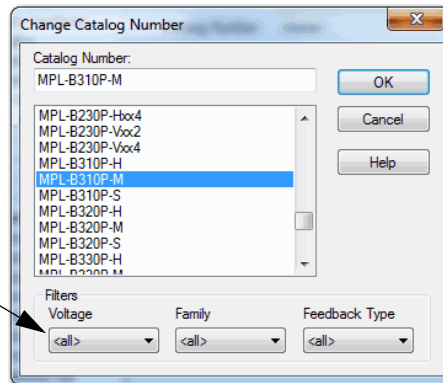 Change Catalog Number
Catalog Number:
MPL-B310P-M
OK
Cancel
Help
MPL-B230P-Hxx4
MPL-B230P-Vxx2
MPL-B230P-Vxx4
MPL-B310P-H
MPL-B310P-M
MPL-B310P-S
MPL-B320P-H
MPL-B320P-M
MPL-B320P-S
MPL-B330P-H
MPL-B330P-M
Filters
Voltage Family Feedback Type
<all> <all> <all>